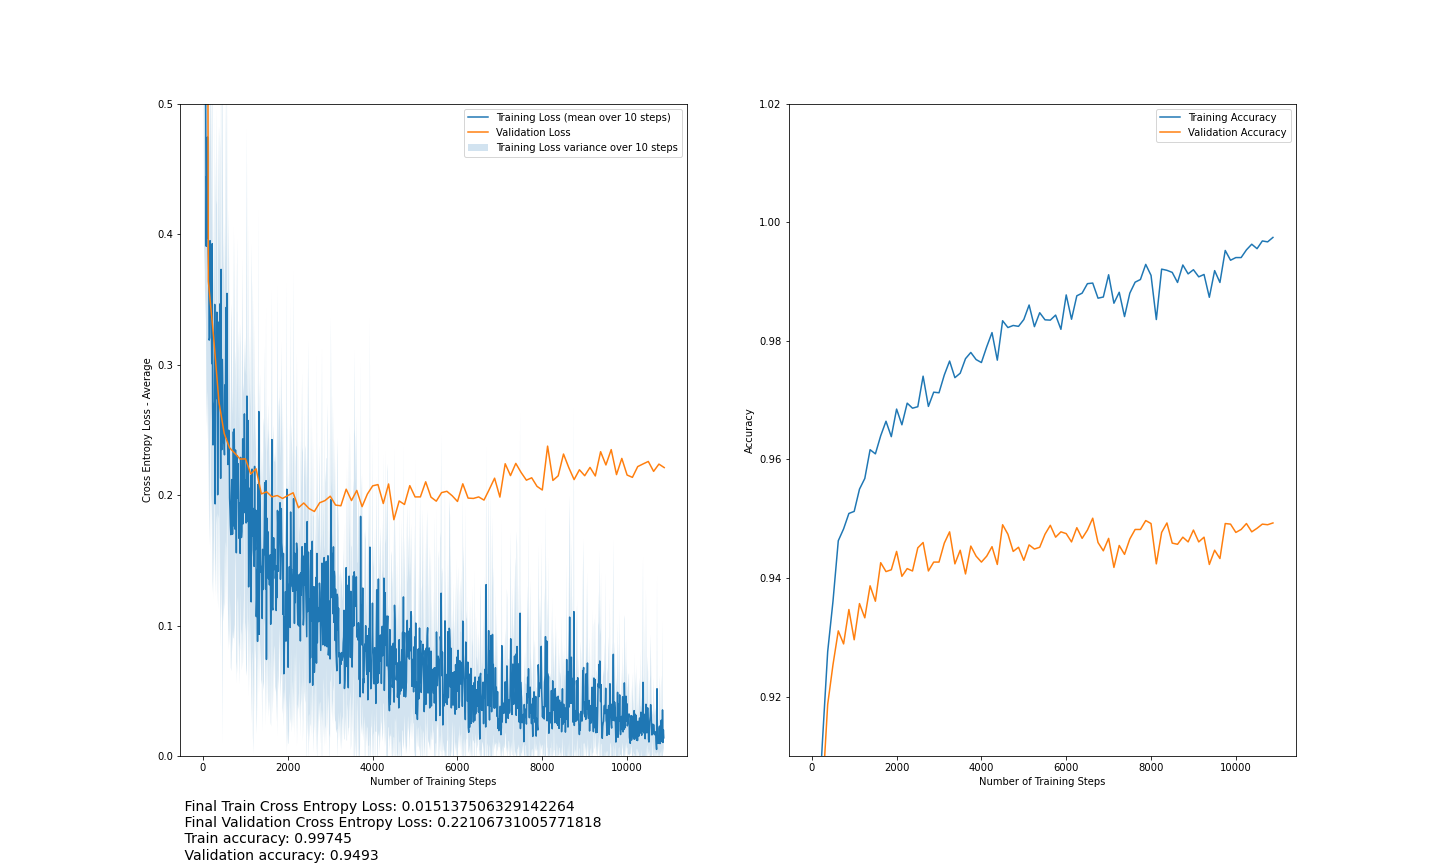 0.5
0.4
0.3
0.2
0.1
0.0
Cross Entropy Loss - Average
Training Loss (mean over 10 steps)
Validation Loss
Training Loss variance over 10 steps
0 2000 4000 6000 8000 10000
Number of Training Steps
1.02
1.00
0.98
0.96
0.94
0.92
Accuracy
Training Accuracy
Validation Accuracy
0 2000 4000 6000 8000 10000
Number of Training Steps
Final Train Cross Entropy Loss: 0.015137506329142264
Final Validation Cross Entropy Loss: 0.22106731005771818
Train accuracy: 0.99745
Validation accuracy: 0.9493